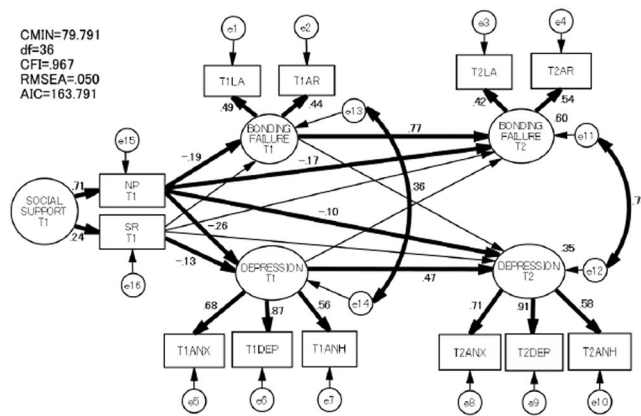 CMIN=79.791
df=36
CFI=.967
RMSEA=.050
AIC=163.791
e1
e2
e3
e4
T1LA
T1AR
T2LA
T2AR
.49
.44
.42
.54
e13
.60
BONDING
FAILURE
T1
.77
BONDING
FAILURE
T2
e11
e15
-.19
-.17
.71
NP
T1
.36
.7
SOCIAL
SUPPORT
T1
SR
T1
-.10
.24
-.26
-.13
.35
e16
DEPRESSION
T1
.47
DEPRESSION
T2
e12
e14
.68
.87
.56
.71
.91
.58
T1ANX
T1DEP
T1ANH
T2ANX
T2DEP
T2ANH
e5
e6
e7
e8
e9
e10